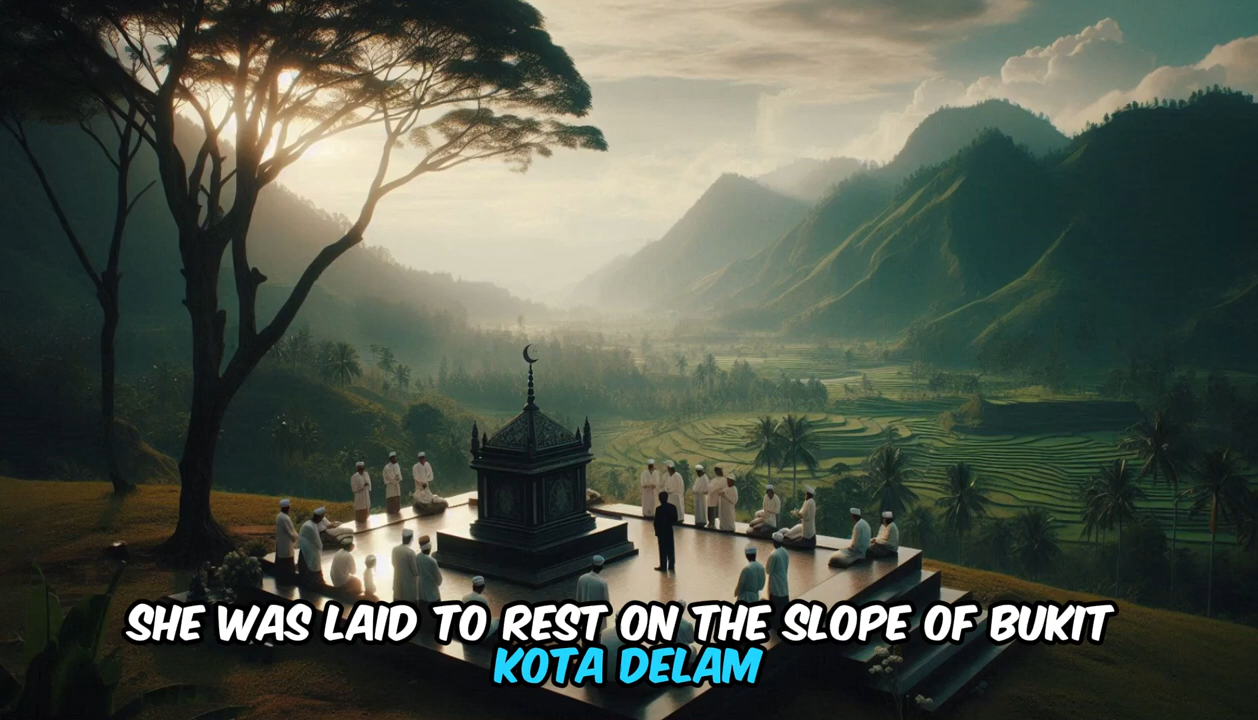 SHE WAS LAID TO REST ON THE SLOPE OF BUKIT
KOTA DELAM